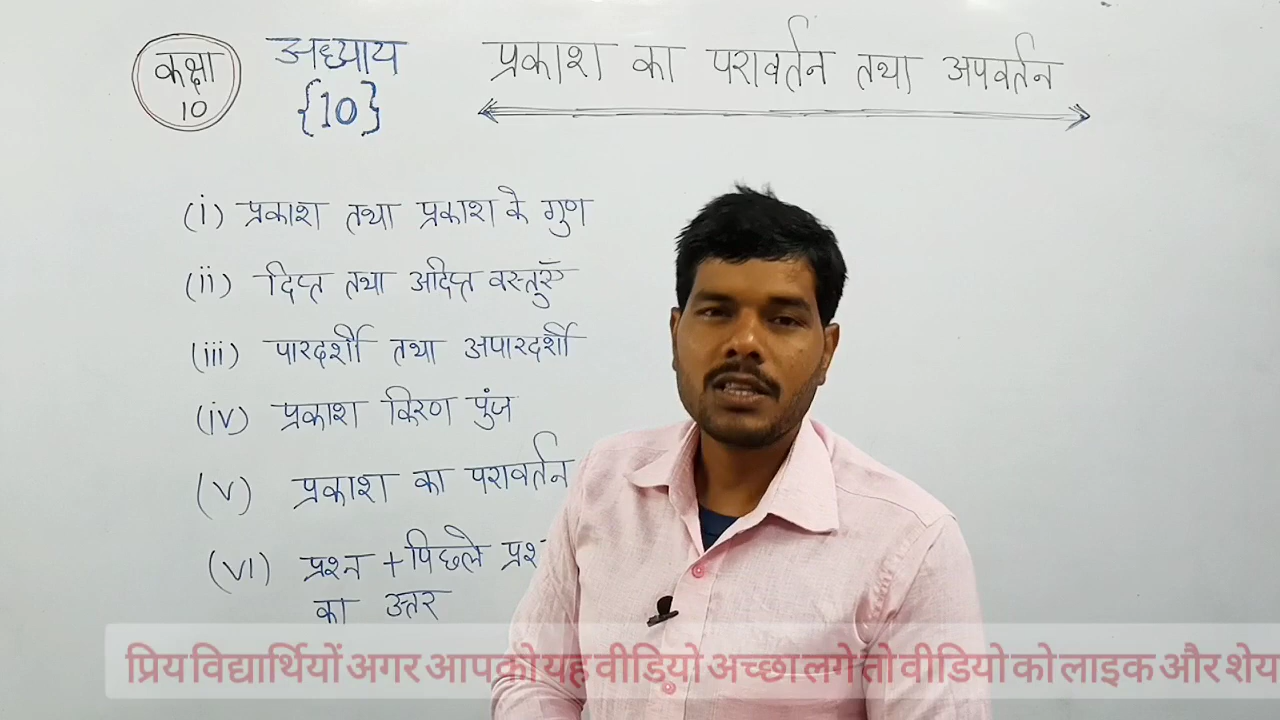 कक्षा
10
अध्याय
{10}
प्रकाश का परावर्तन तथा अपवर्तन
(i) प्रकाश तथा प्रकाश के गुण
(ii) दिप्त तथा अदिप्त वस्तुएँ
(iii) पारदर्शी तथा अपारदर्शी
(iv) प्रकाश किरण पुंज
(v) प्रकाश का परावर्तन
(VI) प्रश्न + पिछले
का उत्तर
प्रिय विद्यार्थियों अगर आपको यह वीडियो अच्छा लगे तो वीडियो को लाइक और शेय